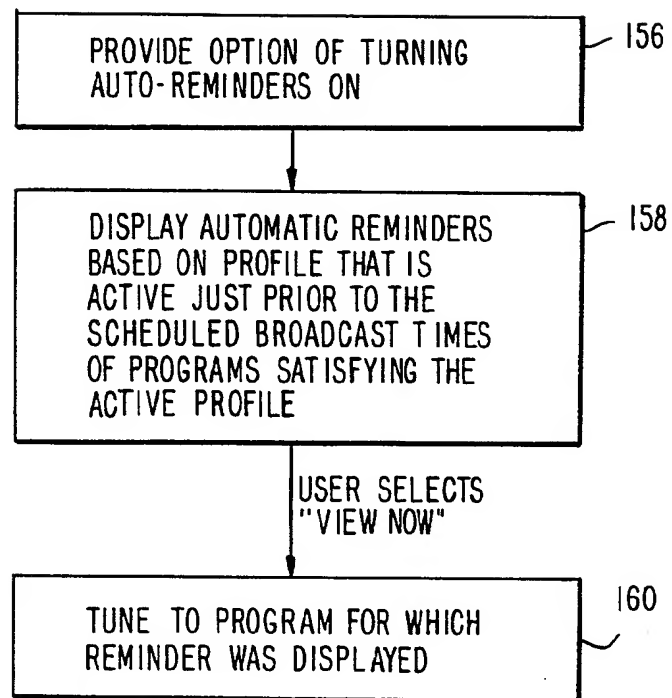 PROVIDE OPTION OF TURNING
AUTO-REMINDERS ON
156
DISPLAY AUTOMATIC REMINDERS
BASED ON PROFILE THAT IS
ACTIVE JUST PRIOR TO THE
SCHEDULED BROADCAST TIMES
OF PROGRAMS SATISFYING THE
ACTIVE PROFILE
158
USER SELECTS
"VIEW NOW"
TUNE TO PROGRAM FOR WHICH
REMINDER WAS DISPLAYED
160